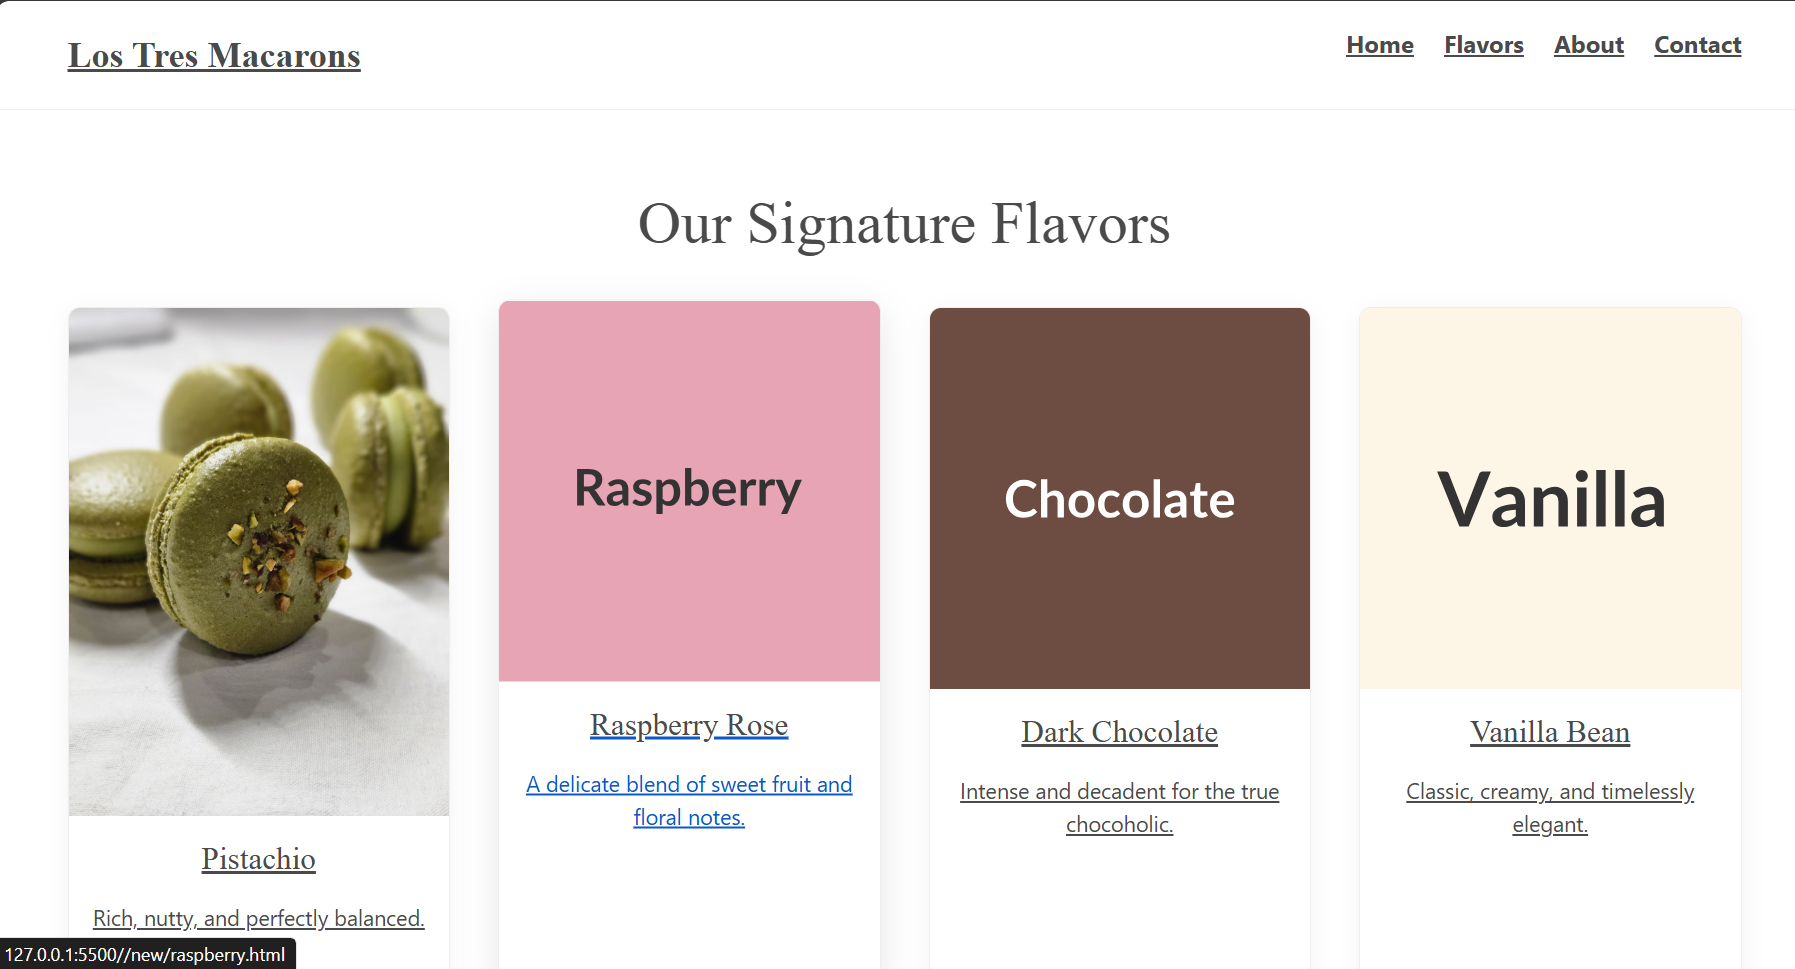 Los Tres Macarons
Home Flavors About Contact
Our Signature Flavors
Raspberry
Chocolate
Vanilla
Pistachio
Rich, nutty, and perfectly balanced.
Raspberry Rose
A delicate blend of sweet fruit and
floral notes.
Dark Chocolate
Intense and decadent for the true
chocoholic.
Vanilla Bean
Classic, creamy, and timelessly
elegant.
127.0.0.1:5500//new/raspberry.html